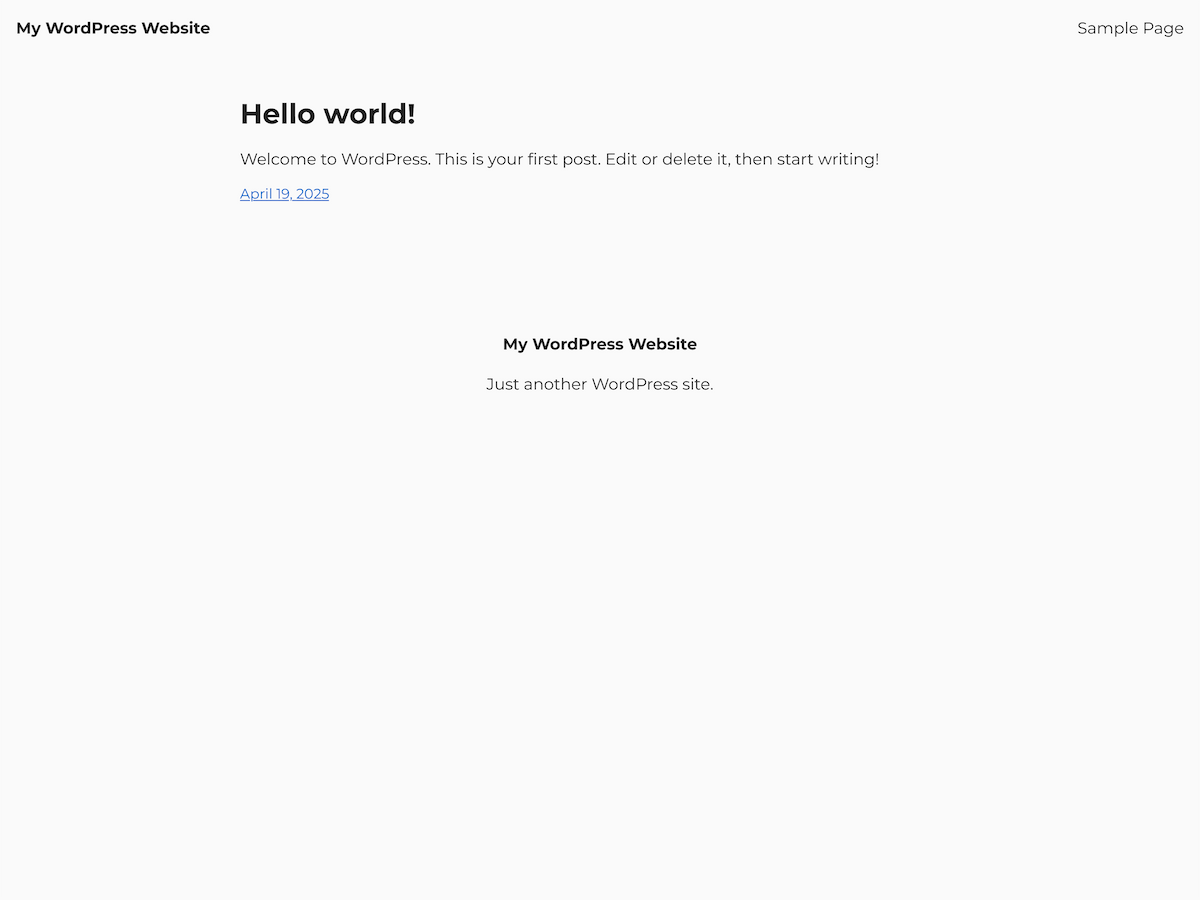 My WordPress Website
Sample Page
Hello world!
Welcome to WordPress. This is your first post. Edit or delete it, then start writing!
April 19, 2025
My WordPress Website
Just another WordPress site.